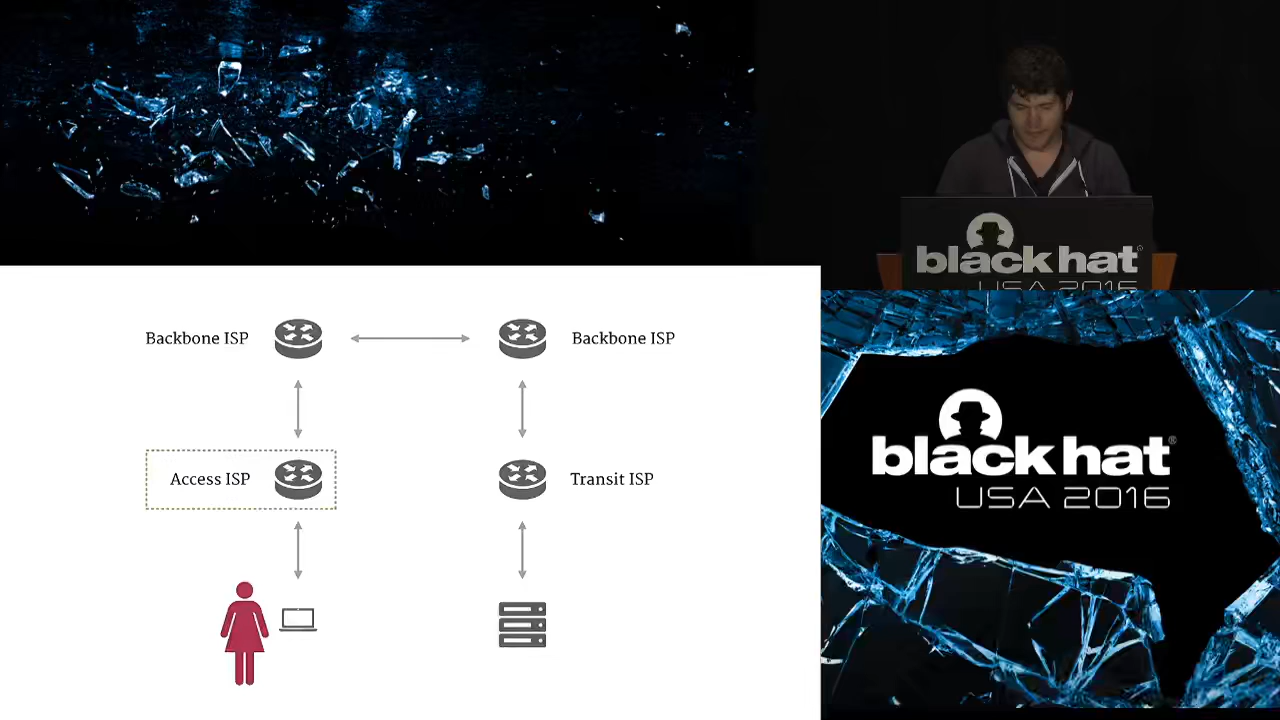 black hat®
USA 2016
Backbone ISP
Backbone ISP
Access ISP
Transit ISP
black hat®
USA 2016